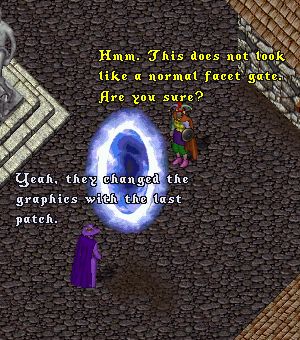 Hmm. This does not look
like a normal facet gate.
Are you sure?
Yeah, they changed the
graphics with the last
patch.